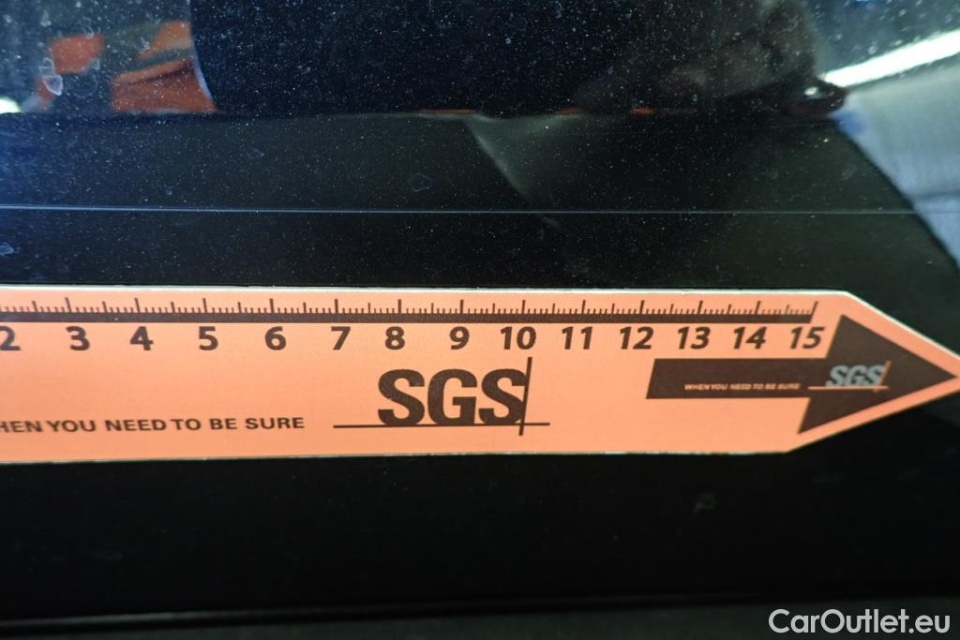 2 3 4 5 6 7 8 9 10 11 12 13 14 15
SGS
WHEN YOU NEED TO BE SURE
SGS
HEN YOU NEED TO BE SURE
CarOutlet.eu